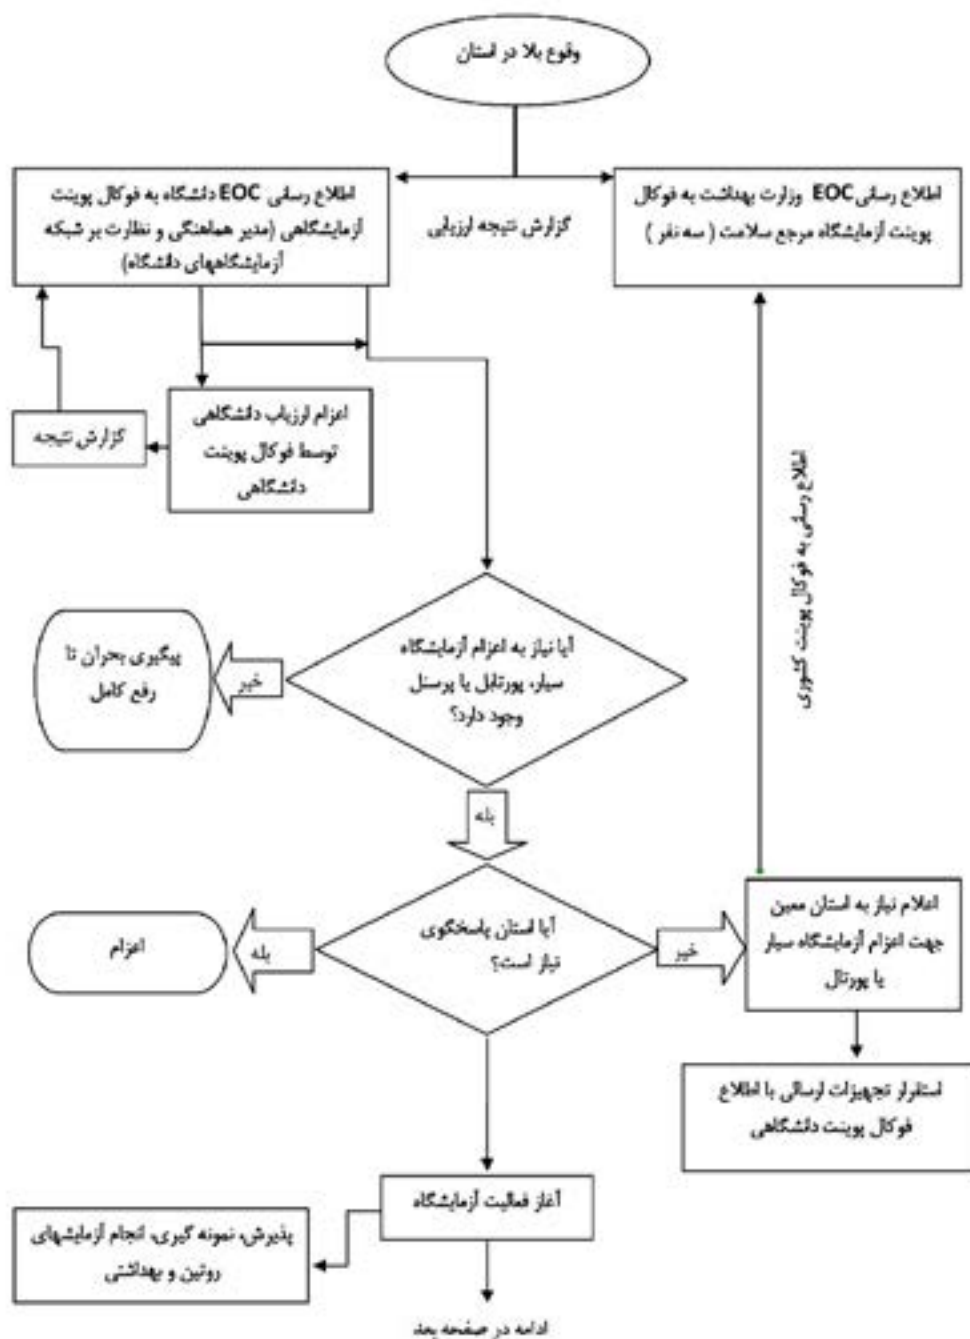 وقوع بلا در استان
اطلاع رسانی EOC وزارت بهداشت به فوکال
پوینت آزمایشگاه مرجع سلامت ( سه نفر )
گزارش نتیجه ارزیابی
اطلاع رسانی EOC دانشگاه به فوکال پوینت
آزمایشگاهی (مدیر هماهنگی و نظارت بر شبکه
آزمایشگاههای دانشگاه)
اعزام ارزیاب دانشگاهی
توسط فوکال پوینت
دانشگاهی
گزارش نتیجه
اطلاع رسانی به فوکال پوینت کشوری
آیا نیاز به اعزام آزمایشگاه
سیار، پورتابل یا پرسنل
وجود دارد؟
خیر
پیگیری بحران تا
رفع کامل
بله
آیا استان پاسخگوی
نیاز است؟
خیر
اعلام نیاز به استان معین
جهت اعزام آزمایشگاه سیار
یا پورتال
بله
اعزام
استقرار تجهیزات ارسالی با اطلاع
فوکال پوینت دانشگاهی
آغاز فعالیت آزمایشگاه
پذیرش، نمونه گیری، انجام آزمایشهای
روتین و بهداشتی
ادامه در صفحه بعد